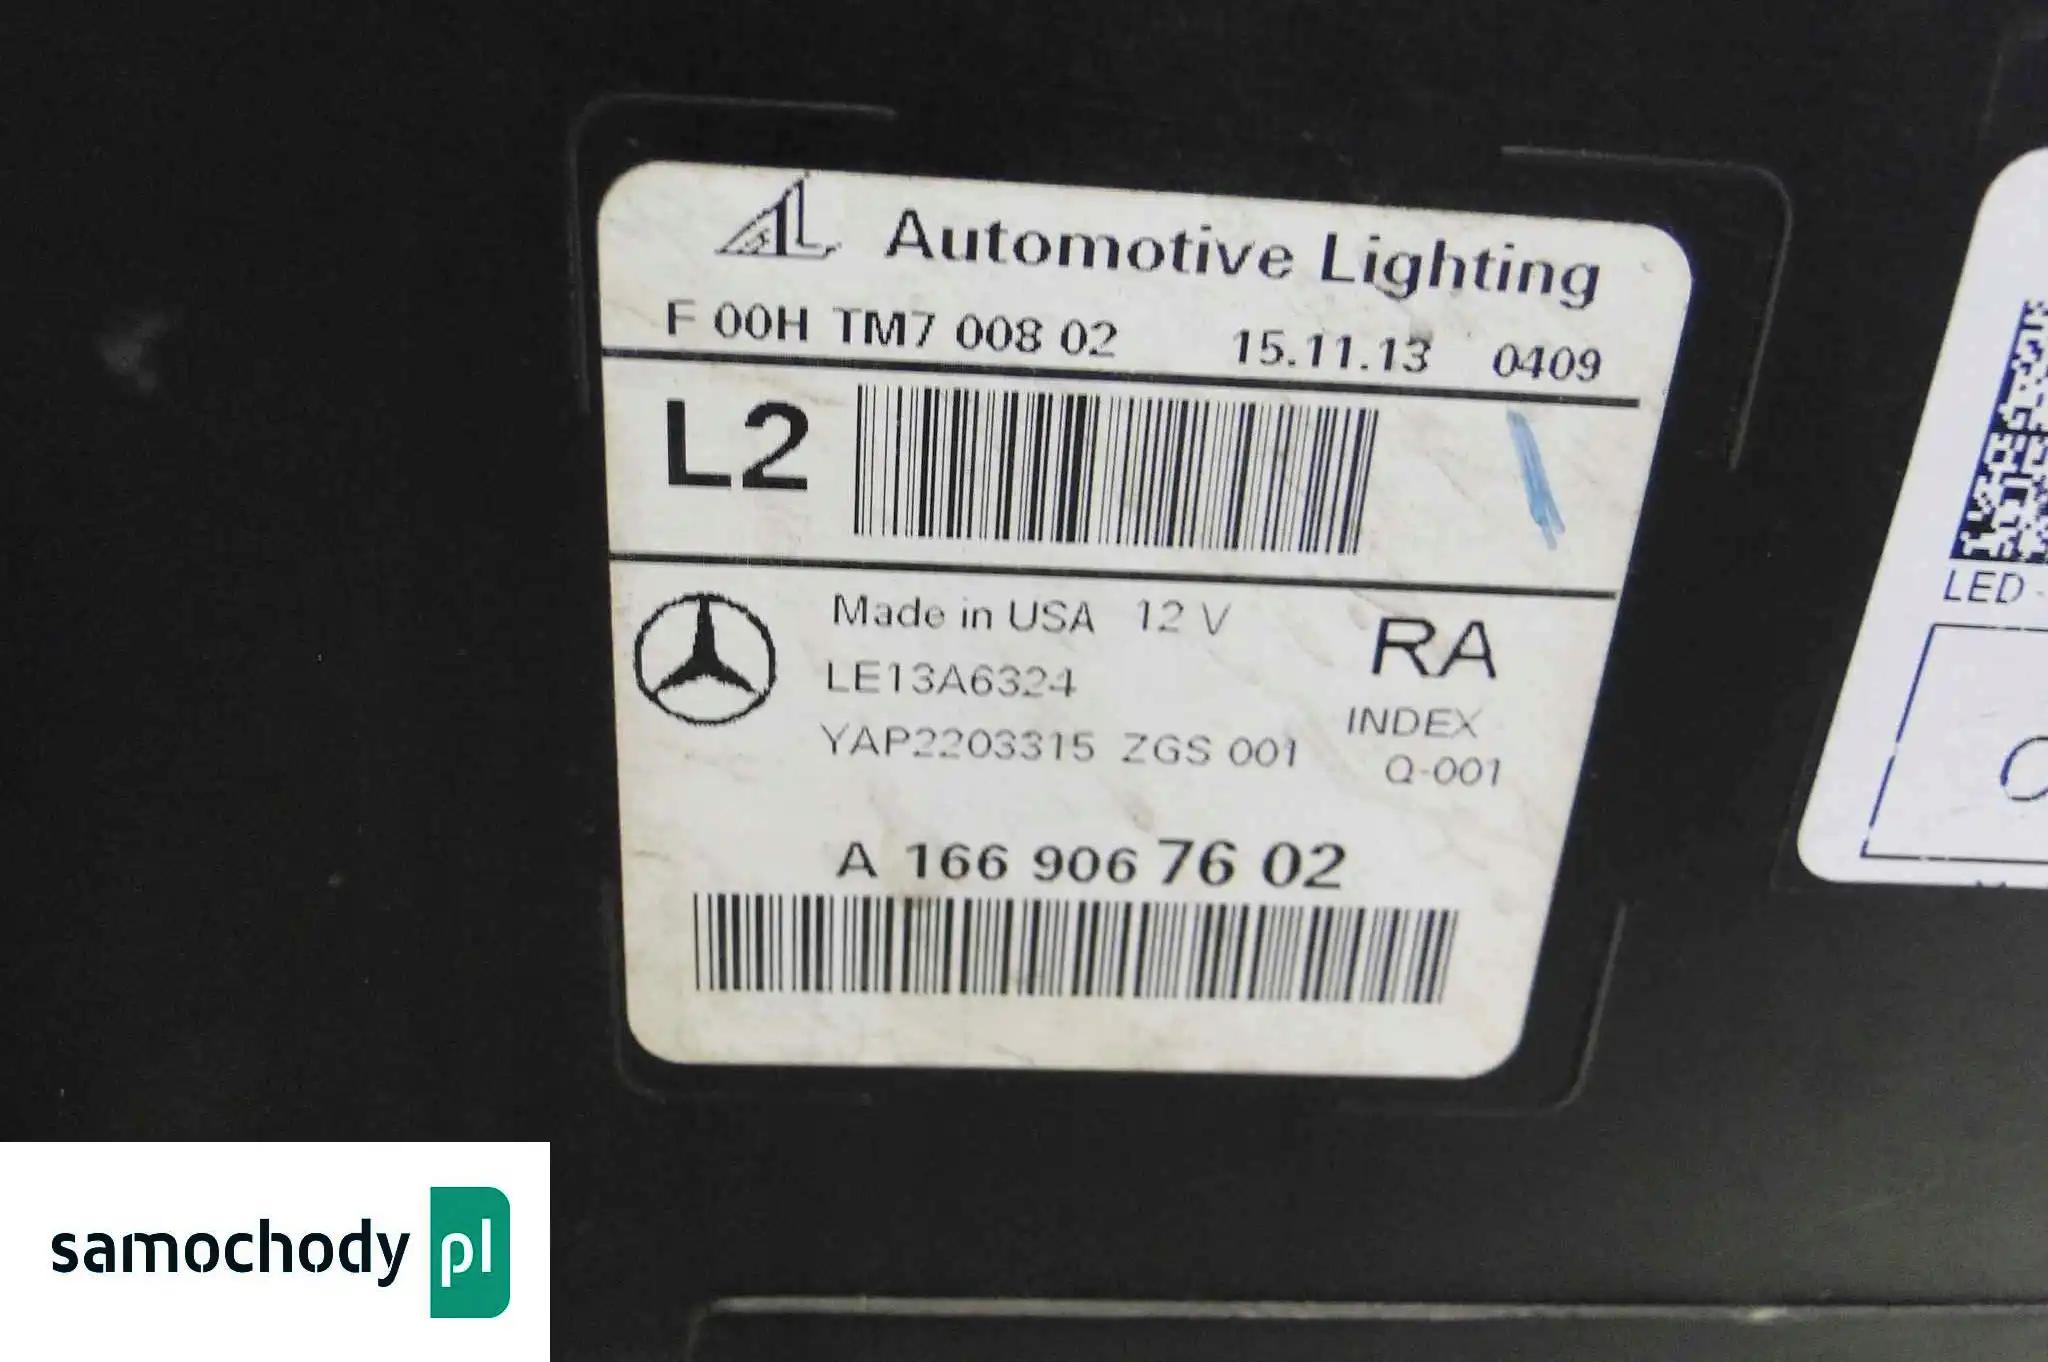 AL Automotive Lighting
F 00H TM7 008 02 15.11.13 0409
L2
Made in USA 12 V
RA
LE13A6324
INDEX
YAP2203315 ZGS 001
Q-001
A 166 906 76 02
LED -
samochody pl